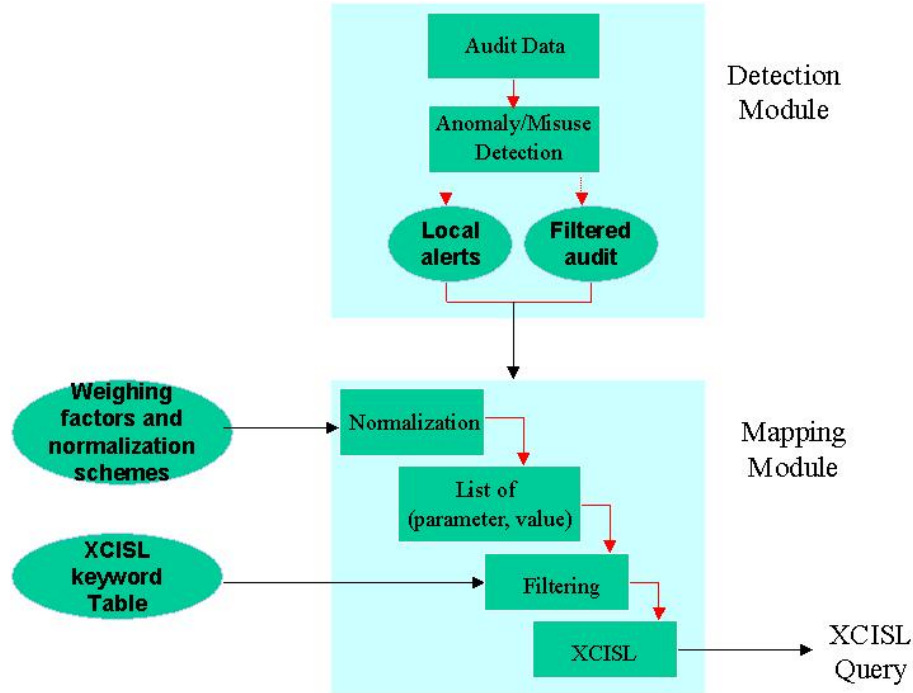 Audit Data
Detection
Module
Anomaly/Misuse
Detection
Local
alerts
Filtered
audit
Weighing
factors and
normalization
schemes
Normalization
Mapping
Module
List of
(parameter, value)
XCISL
keyword
Table
Filtering
XCISL
XCISL
Query